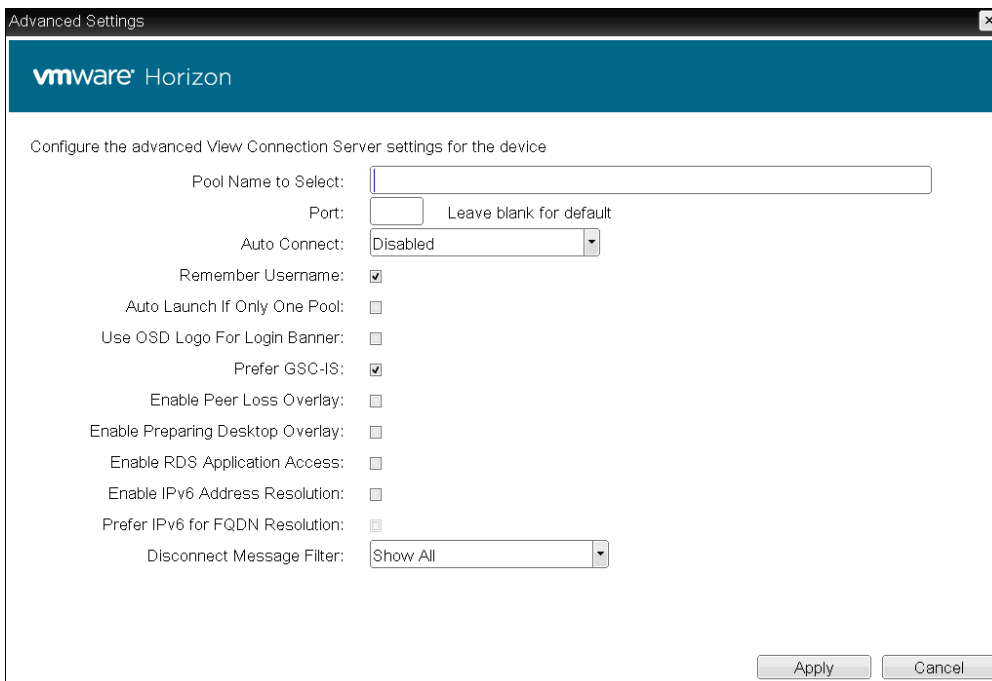 Advanced Settings
vmware Horizon
Configure the advanced View Connection Server settings for the device
Pool Name to Select:
Port: Leave blank for default
Auto Connect: Disabled
Remember Username:
Auto Launch If Only One Pool:
Use OSD Logo For Login Banner:
Prefer GSC-IS:
Enable Peer Loss Overlay:
Enable Preparing Desktop Overlay:
Enable RDS Application Access:
Enable IPv6 Address Resolution:
Prefer IPv6 for FQDN Resolution:
Disconnect Message Filter: Show All
Apply Cancel